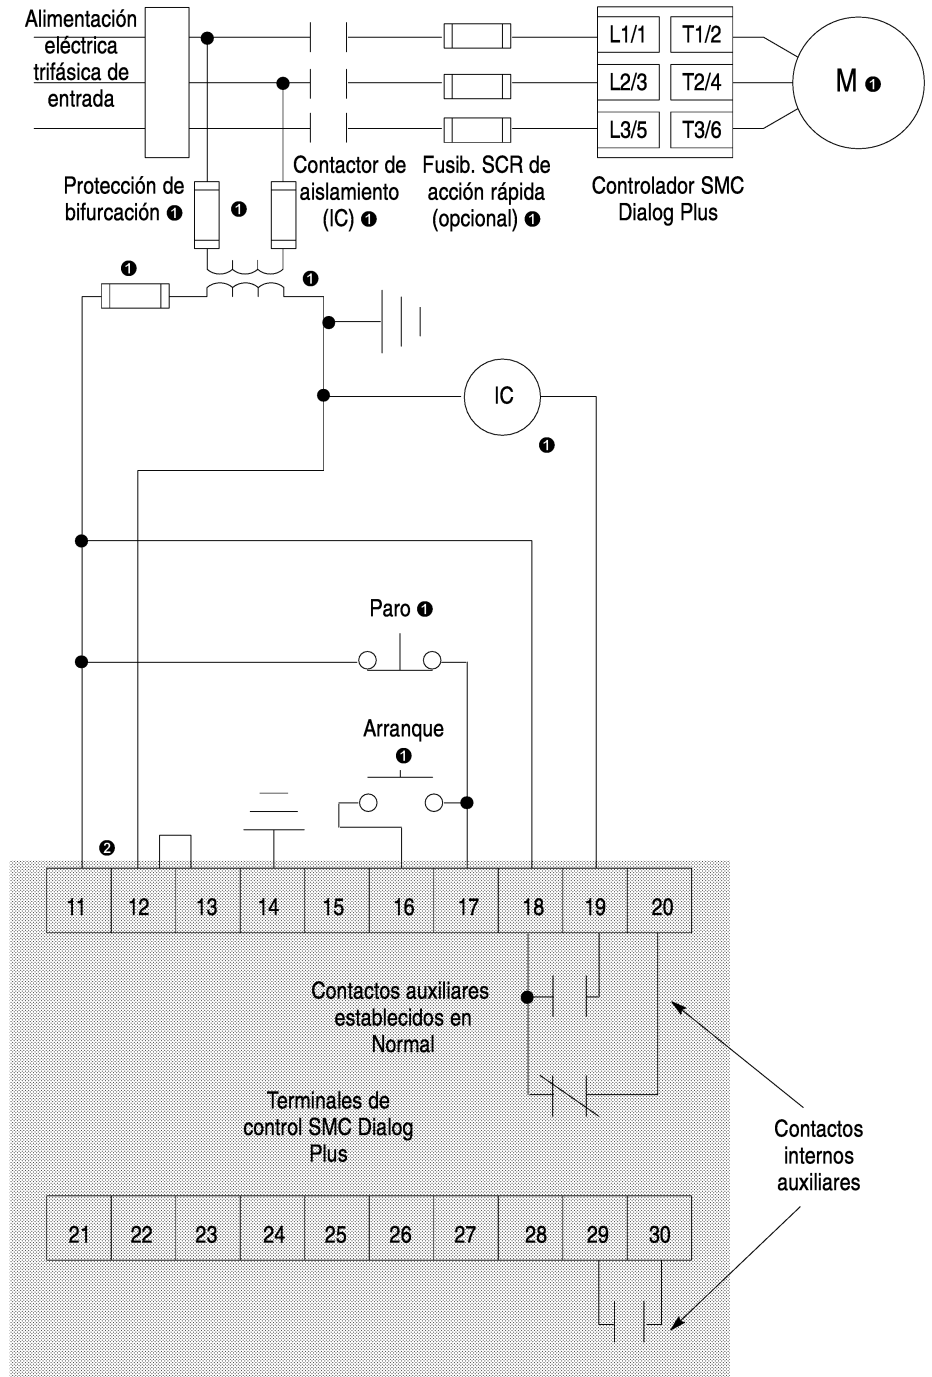 Alimentación
eléctrica
trifásica de
entrada
L1/1 T1/2
L2/3 T2/4
L3/5 T3/6
M ❶
Protección de
bifurcación ❶
❶
Contactor de
aislamiento
(IC) ❶
Fusib. SCR de
acción rápida
(opcional) ❶
Controlador SMC
Dialog Plus
❶
❶
IC
❶
Paro ❶
Arranque
❶
❷
11 12 13 14 15 16 17 18 19 20
Contactos auxiliares
establecidos en
Normal
Terminales de
control SMC Dialog
Plus
Contactos
internos
auxiliares
21 22 23 24 25 26 27 28 29 30